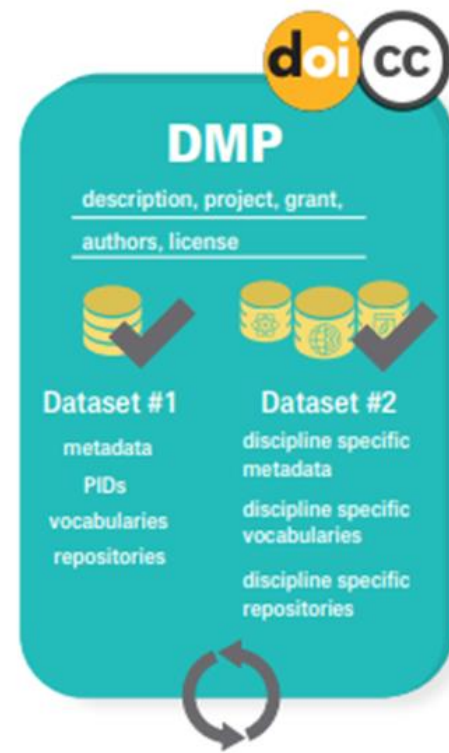 doi cc
DMP
description, project, grant,
authors, license
Dataset #1
metadata
PIDs
vocabularies
repositories
Dataset #2
discipline specific
metadata
discipline specific
vocabularies
discipline specific
repositories